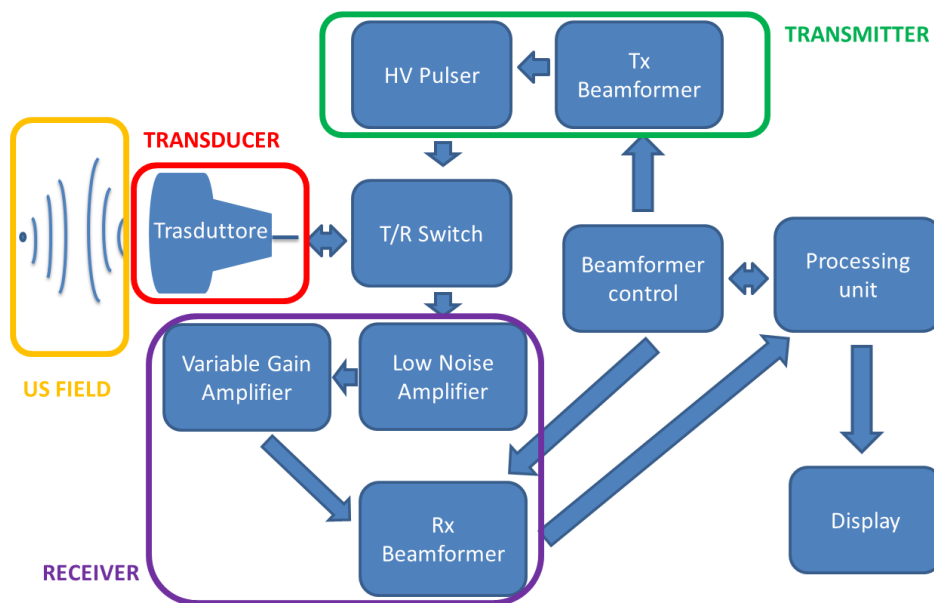 TRANSMITTER
HV Pulser
Tx
Beamformer
TRANSDUCER
Trasduttore
T/R Switch
Beamformer
control
Processing
unit
US FIELD
Variable Gain
Amplifier
Low Noise
Amplifier
Rx
Beamformer
Display
RECEIVER